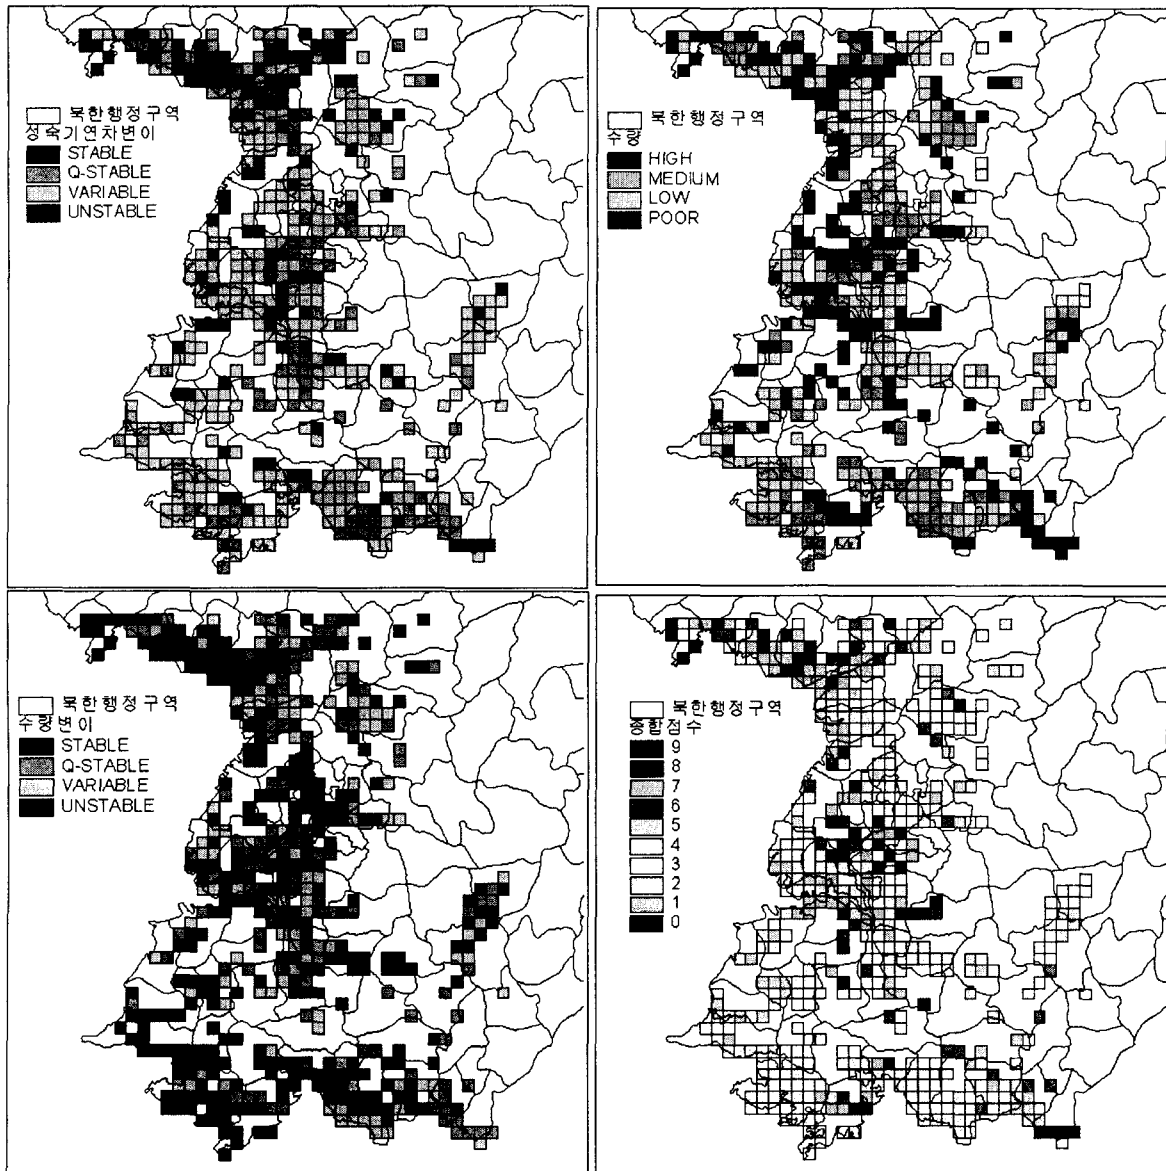 북한행정구역
성숙기연차변이
STABLE
Q-STABLE
VARIABLE
UNSTABLE
북한행정구역
수량
HIGH
MEDIUM
LOW
POOR
북한행정구역
수량변이
STABLE
Q-STABLE
VARIABLE
UNSTABLE
북한행정구역
종합점수
9
8
7
6
5
4
3
2
1
0